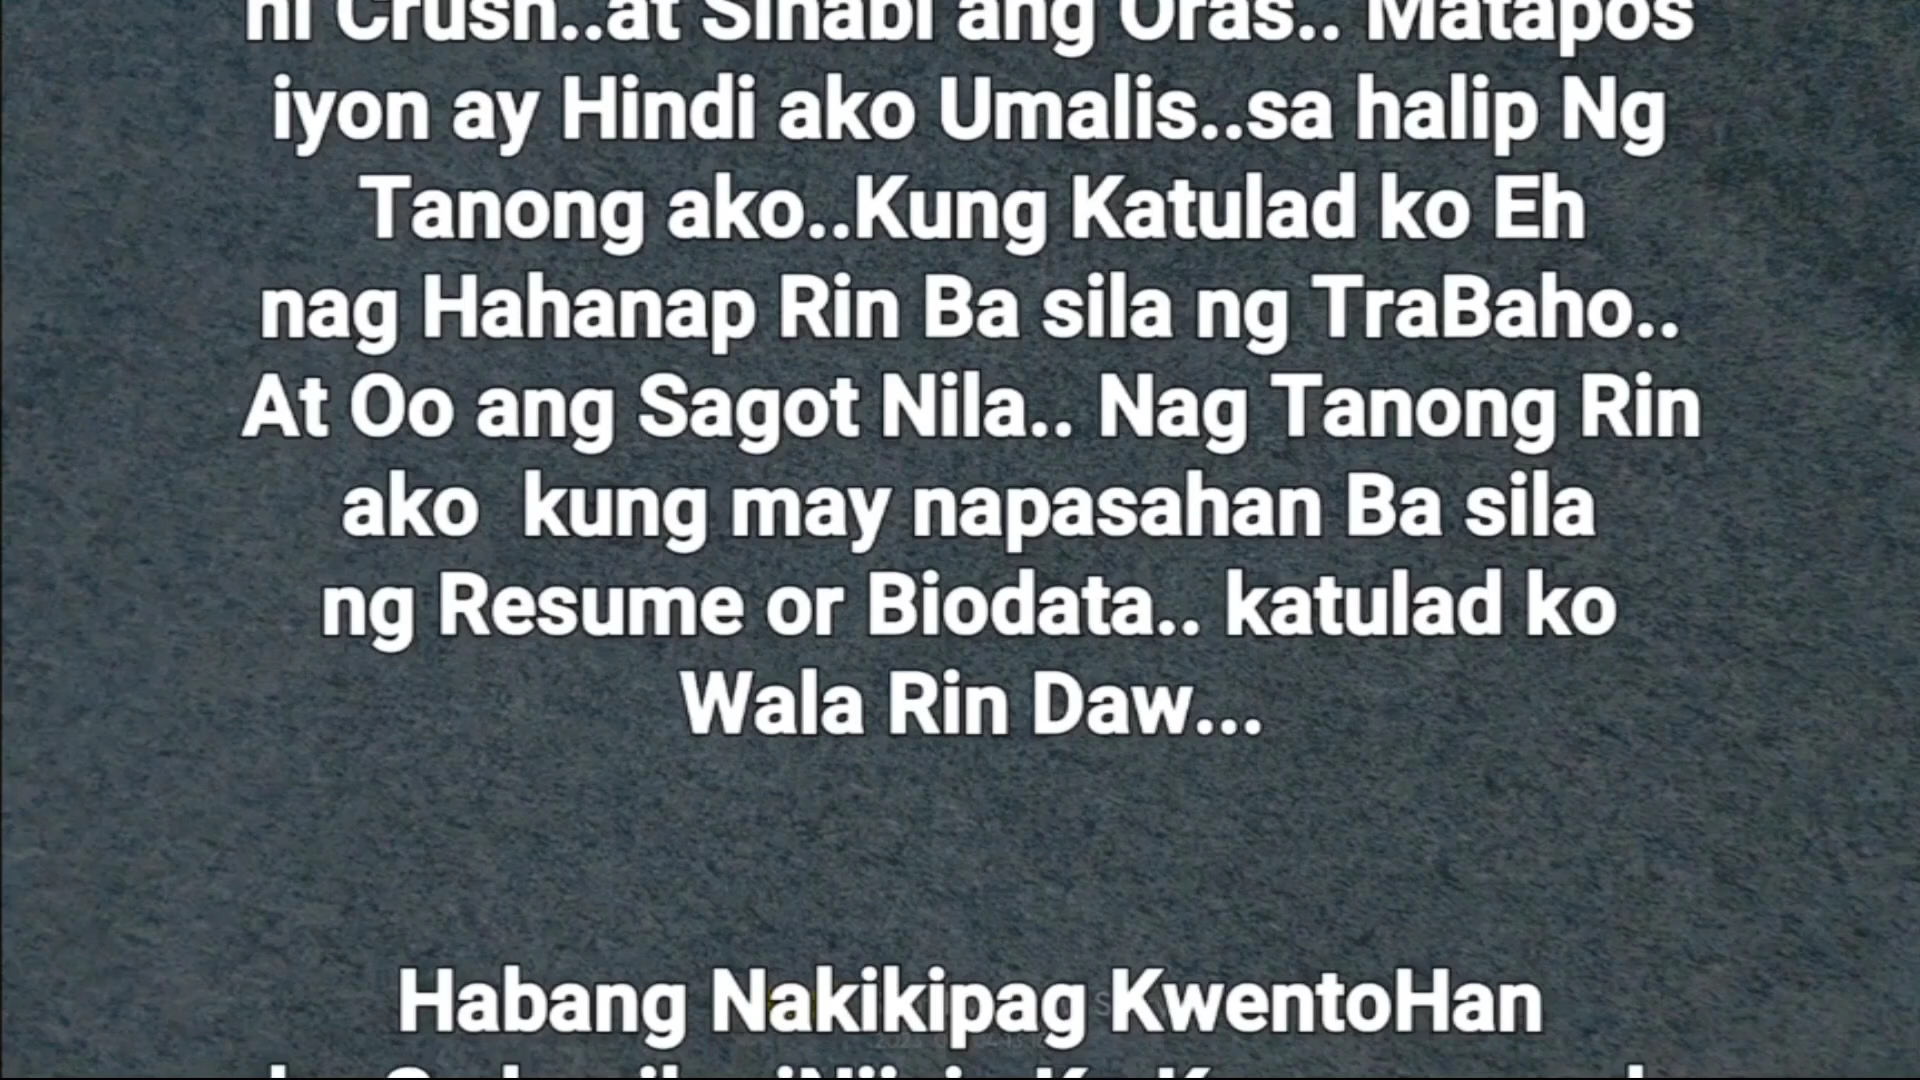 ni Crush..at Sinabi ang Oras.. Matapos
iyon ay Hindi ako Umalis..sa halip Ng
Tanong ako..Kung Katulad ko Eh
nag Hahanap Rin Ba sila ng TraBaho..
At Oo ang Sagot Nila.. Nag Tanong Rin
ako  kung may napasahan Ba sila
ng Resume or Biodata.. katulad ko
Wala Rin Daw...
Habang Nakikipag KwentoHan